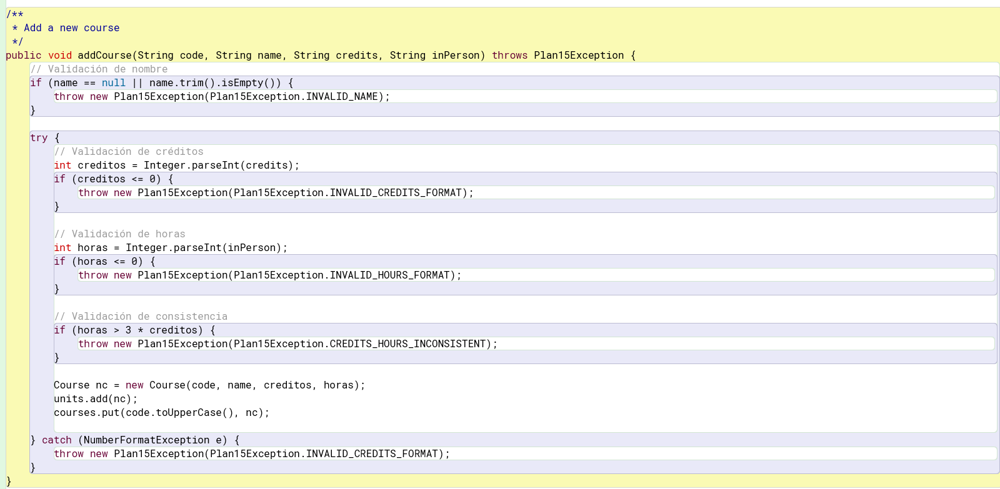 /**
 * Add a new course
 */
public void addCourse(String code, String name, String credits, String inPerson) throws Plan15Exception {
    // Validación de nombre
    if (name == null || name.trim().isEmpty()) {
        throw new Plan15Exception(Plan15Exception.INVALID_NAME);
    }

    try {
        // Validación de créditos
        int creditos = Integer.parseInt(credits);
        if (creditos <= 0) {
            throw new Plan15Exception(Plan15Exception.INVALID_CREDITS_FORMAT);
        }

        // Validación de horas
        int horas = Integer.parseInt(inPerson);
        if (horas <= 0) {
            throw new Plan15Exception(Plan15Exception.INVALID_HOURS_FORMAT);
        }

        // Validación de consistencia
        if (horas > 3 * creditos) {
            throw new Plan15Exception(Plan15Exception.CREDITS_HOURS_INCONSISTENT);
        }

        Course nc = new Course(code, name, creditos, horas);
        units.add(nc);
        courses.put(code.toUpperCase(), nc);

    } catch (NumberFormatException e) {
        throw new Plan15Exception(Plan15Exception.INVALID_CREDITS_FORMAT);
    }
}